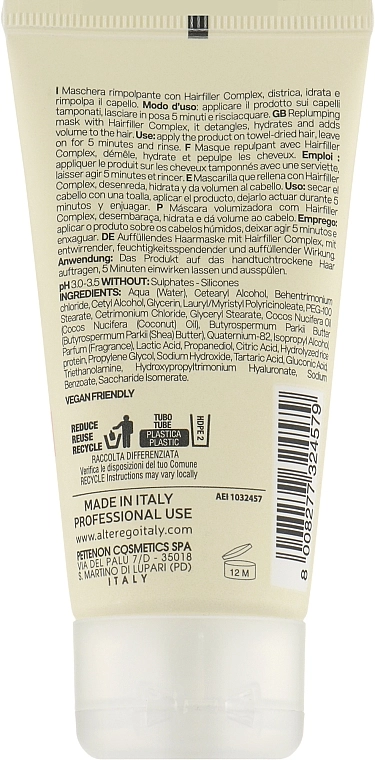 I Maschera rimpolpante con Hairfiller Complex, districa, idrata e
rimpolpa il capello. Modo d'uso: applicare il prodotto sui capelli
tamponati, lasciare in posa 5 minuti e risciacquare. GB Replumping
mask with Hairfiller Complex, it detangles, hydrates and adds
volume to the hair. Use: apply the product on towel-dried hair, leave
on for 5 minutes and rinse. F Masque repulpant avec Hairfiller
Complex, démêle, hydrate et repulpe les cheveux. Emploi :
appliquer le produit sur les cheveux tamponnés avec une serviette,
laisser agir 5 minutes et rincer. E Mascarilla que rellena con Hairfiller
Complex, desenreda, hidrata y da volumen al cabello. Uso: secar el
cabello con una toalla, aplicar el producto, dejarlo actuar durante 5
minutos y enjuagar. P Máscara volumizadora com Hairfiller
Complex, desembaraça, hidrata e dá volume ao cabelo. Emprego:
aplicar o produto sobre os cabelos húmidos, deixar agir 5 minutos e
enxaguar. DE Auffüllendes Haarmaske mit Hairfiller Complex, mit
entwirrender, feuchtigkeitsspendender und auffüllender Wirkung.
Anwendung: Das Produkt auf das handtuchtrockene Haar
auftragen, 5 Minuten einwirken lassen und ausspülen.
pH 3.0-3.5 WITHOUT: Sulphates - Silicones
INGREDIENTS: Aqua (Water), Cetearyl Alcohol, Behentrimonium
chloride, Cetyl Alcohol, Glycerin, Lauryl/Myristyl Polyricinoleate, PEG-100
Stearate, Cetrimonium Chloride, Glyceryl Stearate, Cocos Nucifera Oil
(Cocos Nucifera (Coconut) Oil), Butyrospermum Parkii Butter
(Butyrospermum Parkii (Shea) Butter), Quaternium-82, Isopropyl Alcohol,
Parfum (Fragrance), Lactic Acid, Propanediol, Citric Acid, Hydrolyzed rice
protein, Propylene Glycol, Sodium Hydroxide, Tartaric Acid, Gluconic Acid,
Triethanolamine, Hydroxypropyltrimonium Hyaluronate, Sodium
Benzoate, Saccharide Isomerate.
VEGAN FRIENDLY
REDUCE
REUSE
RECYCLE
TUBO
TUBE
PLASTICA
PLASTIC
HDPE 2
RACCOLTA DIFFERENZIATA
Verifica le disposizioni del tuo Comune
RECYCLE Instructions may vary locally
MADE IN ITALY
PROFESSIONAL USE
www.alteregoitaly.com
AEI 1032457
PETTENON COSMETICS SPA
VIA DEL PALÙ 7/D - 35018
S. MARTINO DI LUPARI (PD)
ITALY
12 M
8 008277 324579